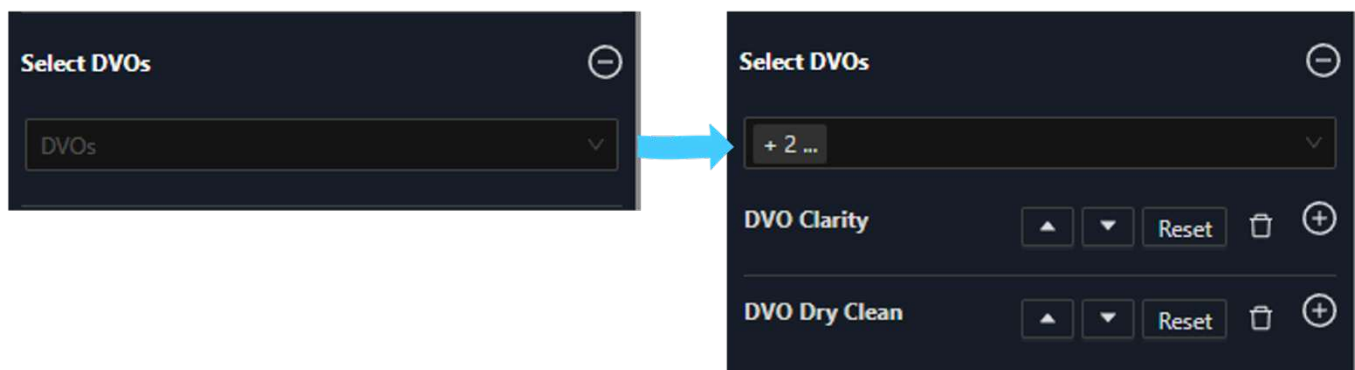 Select DVOs
DVOs
Select DVOs
+ 2 ...
DVO Clarity
Reset
DVO Dry Clean
Reset